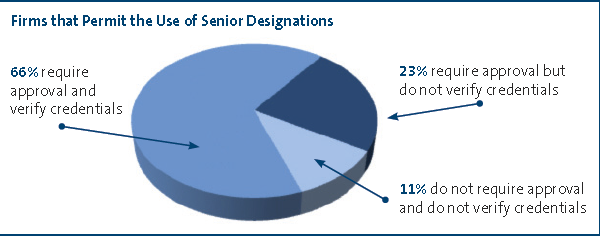 Firms that Permit the Use of Senior Designations
66% require
approval and
verify credentials
23% require approval but
do not verify credentials
11% do not require approval
and do not verify credentials